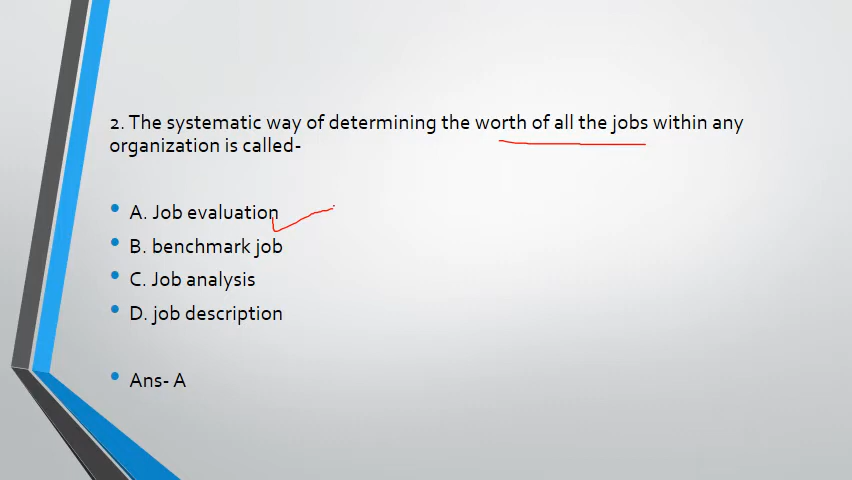 2. The systematic way of determining the worth of all the jobs within any
organization is called-
• A. Job evaluation
• B. benchmark job
• C. Job analysis
• D. job description
• Ans- A